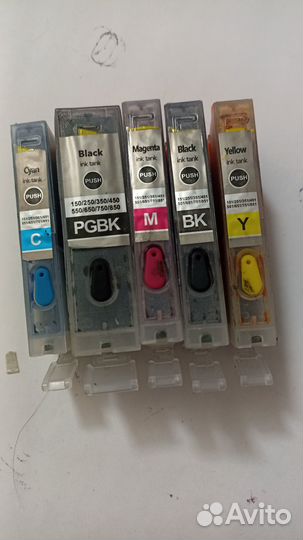 Cyan
ink tank
PUSH
C
Black
ink tank
PUSH
150/250/350/450
550/650/750/850
PGBK
Magenta
ink tank
PUSH
M
Black
ink tank
PUSH
BK
Yellow
ink tank
PUSH
Y
Avito